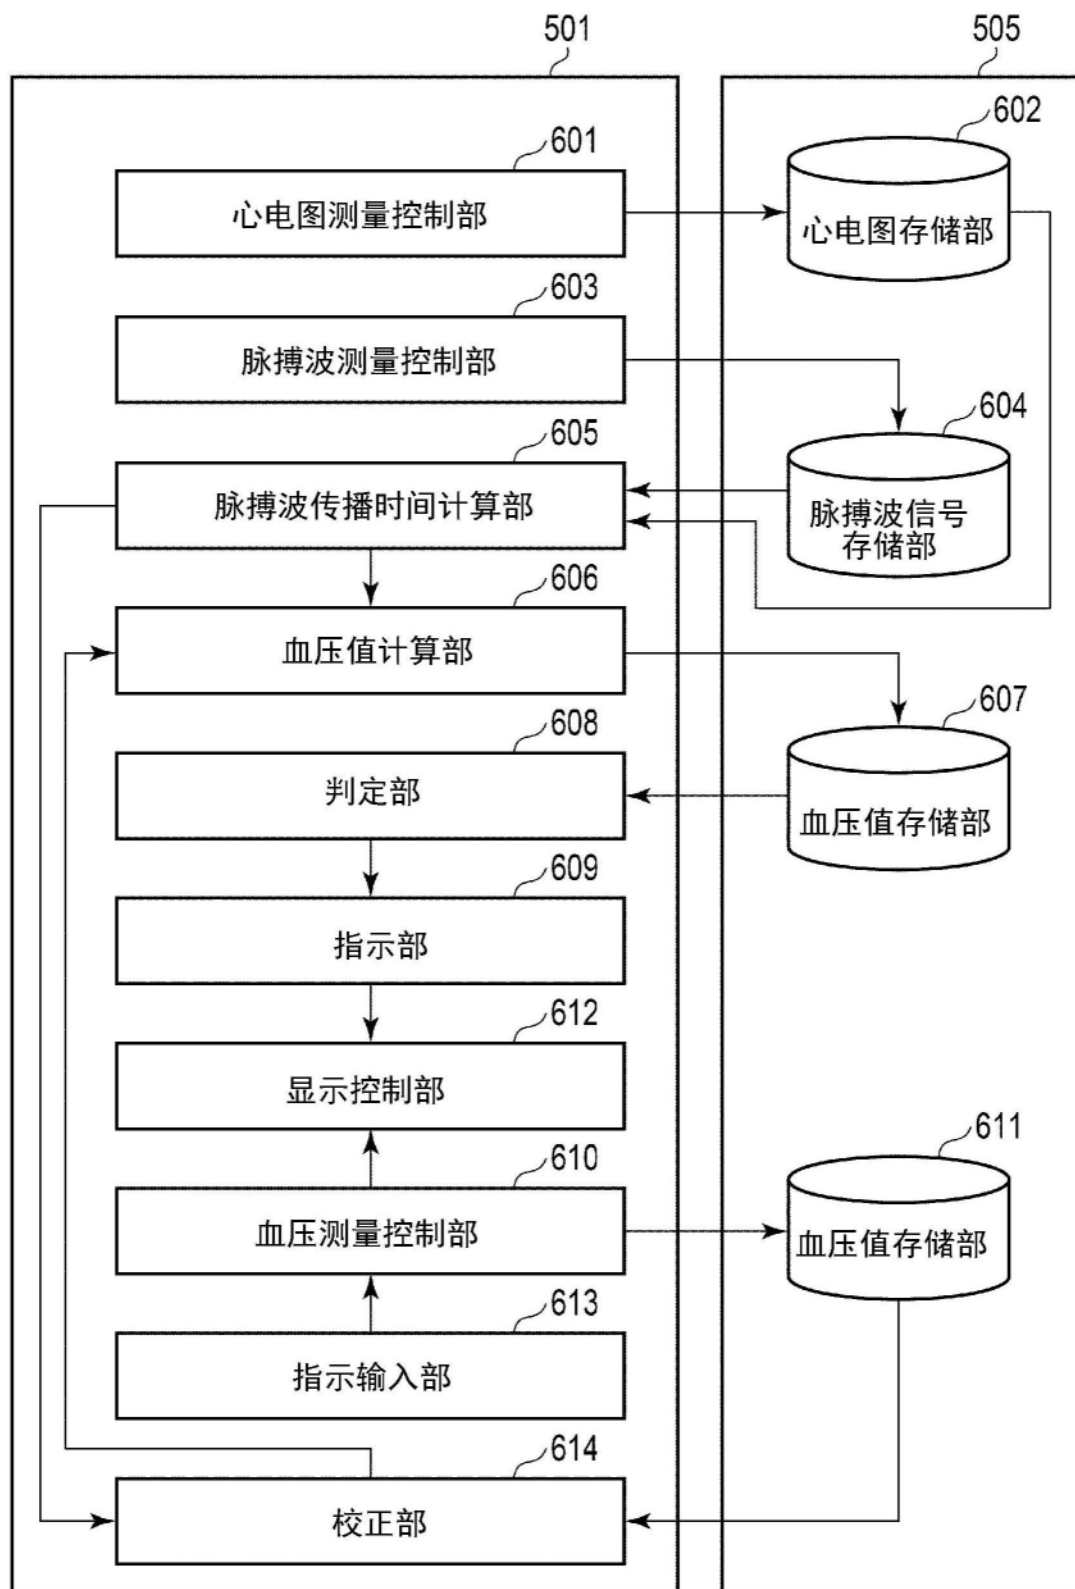 501
505
601
602
心电图测量控制部
心电图存储部
603
脉搏波测量控制部
604
605
脉搏波传播时间计算部
脉搏波信号
存储部
606
血压值计算部
607
608
判定部
血压值存储部
609
指示部
612
显示控制部
611
610
血压测量控制部
血压值存储部
613
指示输入部
614
校正部